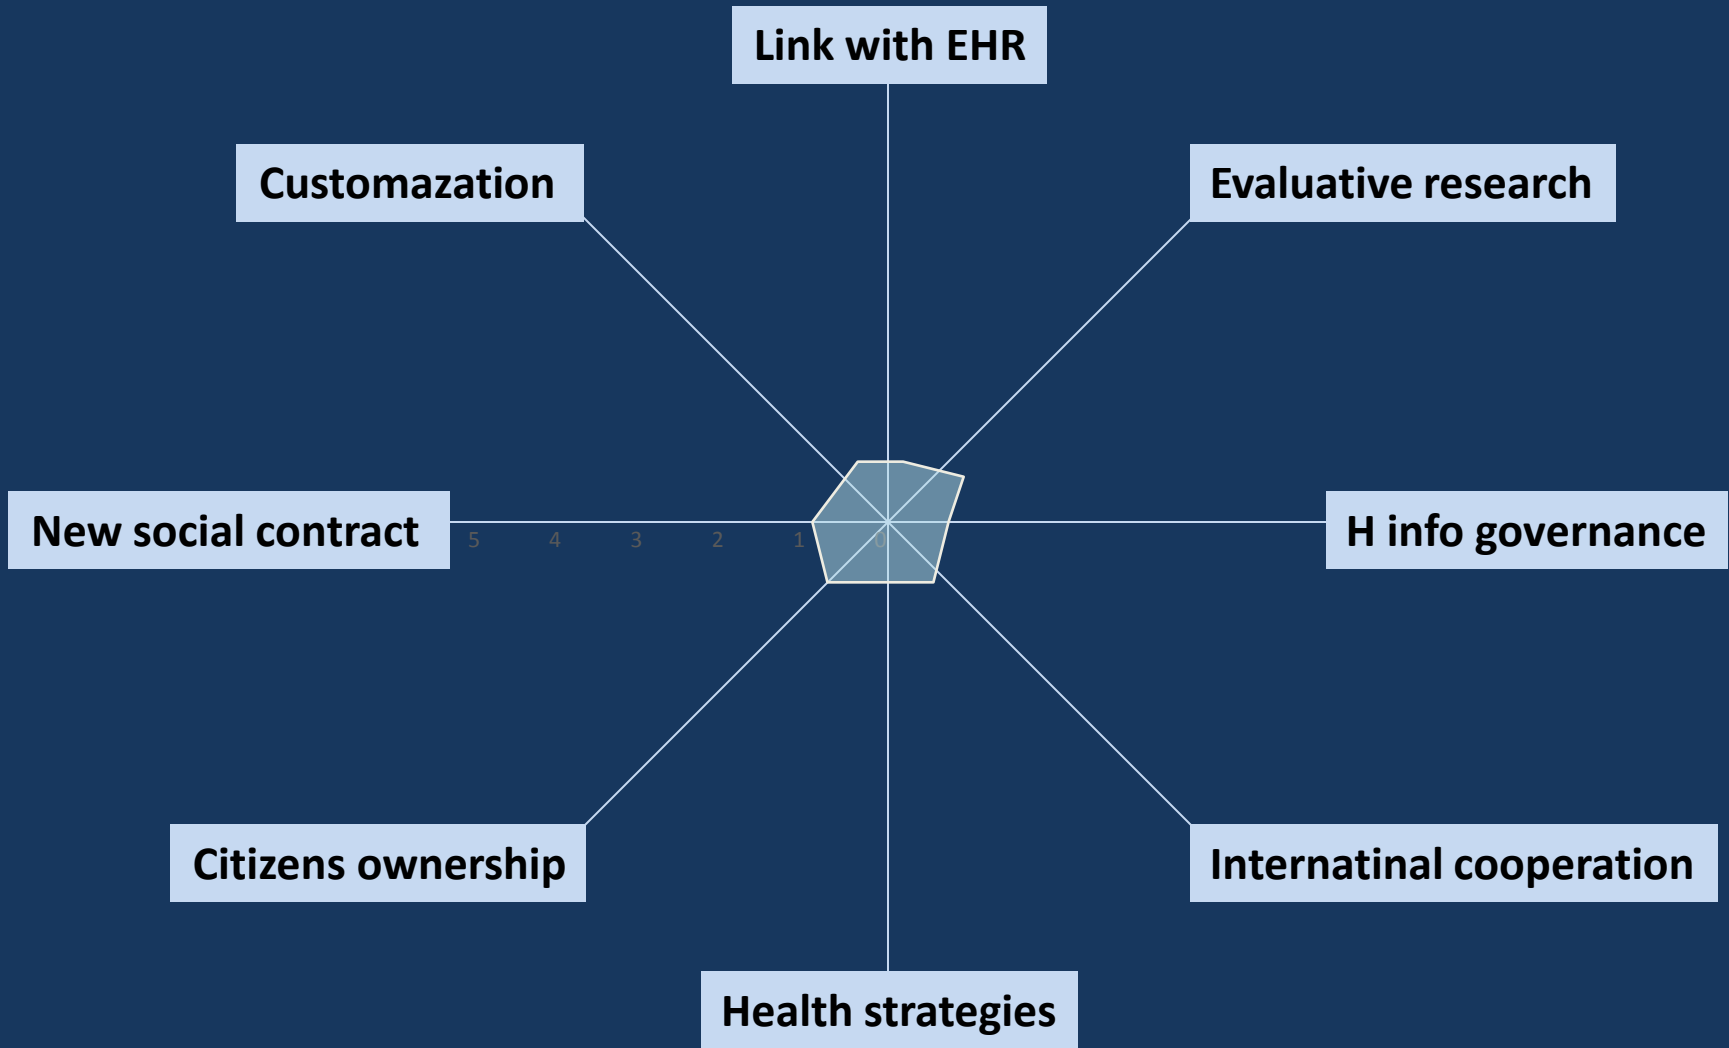 Link with EHR
Customazation
Evaluative research
New social contract
5 4 3 2 1 0
H info governance
Citizens ownership
Internatinal cooperation
Health strategies